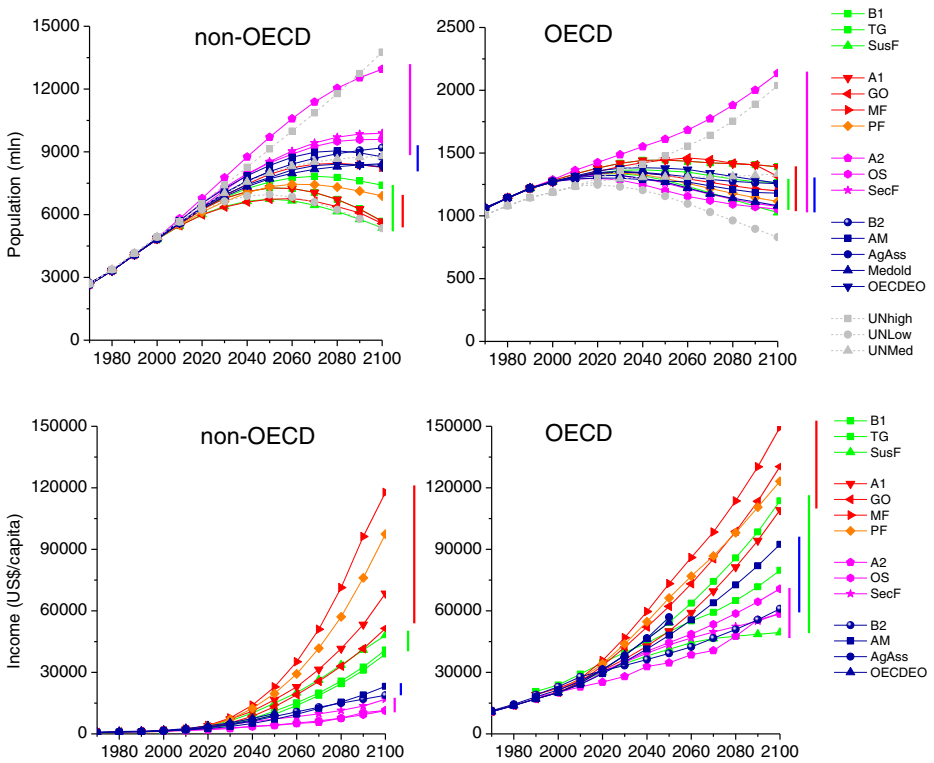 non-OECD
Population (mln)
15000
12000
9000
6000
3000
0
1980 2000 2020 2040 2060 2080 2100
OECD
2500
2000
1500
1000
500
0
1980 2000 2020 2040 2060 2080 2100
B1
TG
SusF
A1
GO
MF
PF
A2
OS
SecF
B2
AM
AgAss
Medold
OECDEO
UNhigh
UNLow
UNMed
non-OECD
Income (US$/capita)
150000
120000
90000
60000
30000
0
1980 2000 2020 2040 2060 2080 2100
OECD
150000
120000
90000
60000
30000
0
1980 2000 2020 2040 2060 2080 2100
B1
TG
SusF
A1
GO
MF
PF
A2
OS
SecF
B2
AM
AgAss
OECDEO